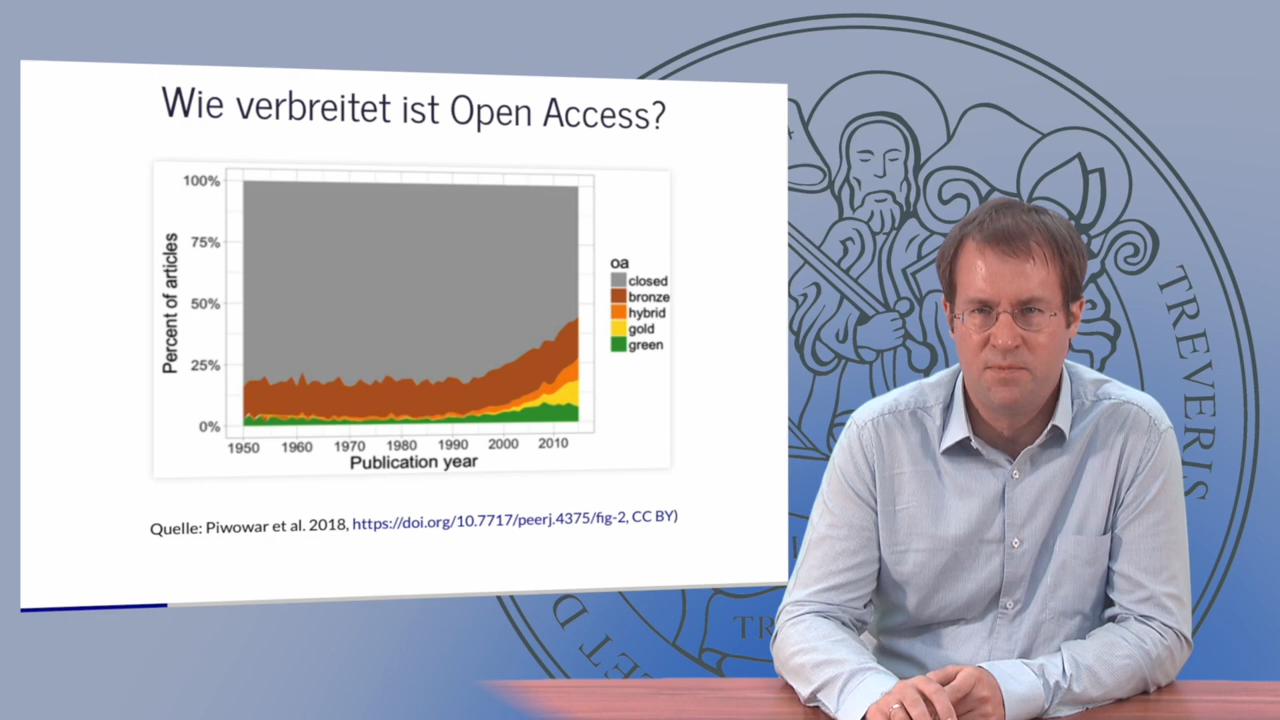 Wie verbreitet ist Open Access?
100%
75%
50%
25%
0%
Percent of articles
1950 1960 1970 1980 1990 2000 2010
Publication year
oa
closed
bronze
hybrid
gold
green
Quelle: Piwowar et al. 2018, https://doi.org/10.7717/peerj.4375/fig-2, CC BY)
TREVERIS
ET D
TR